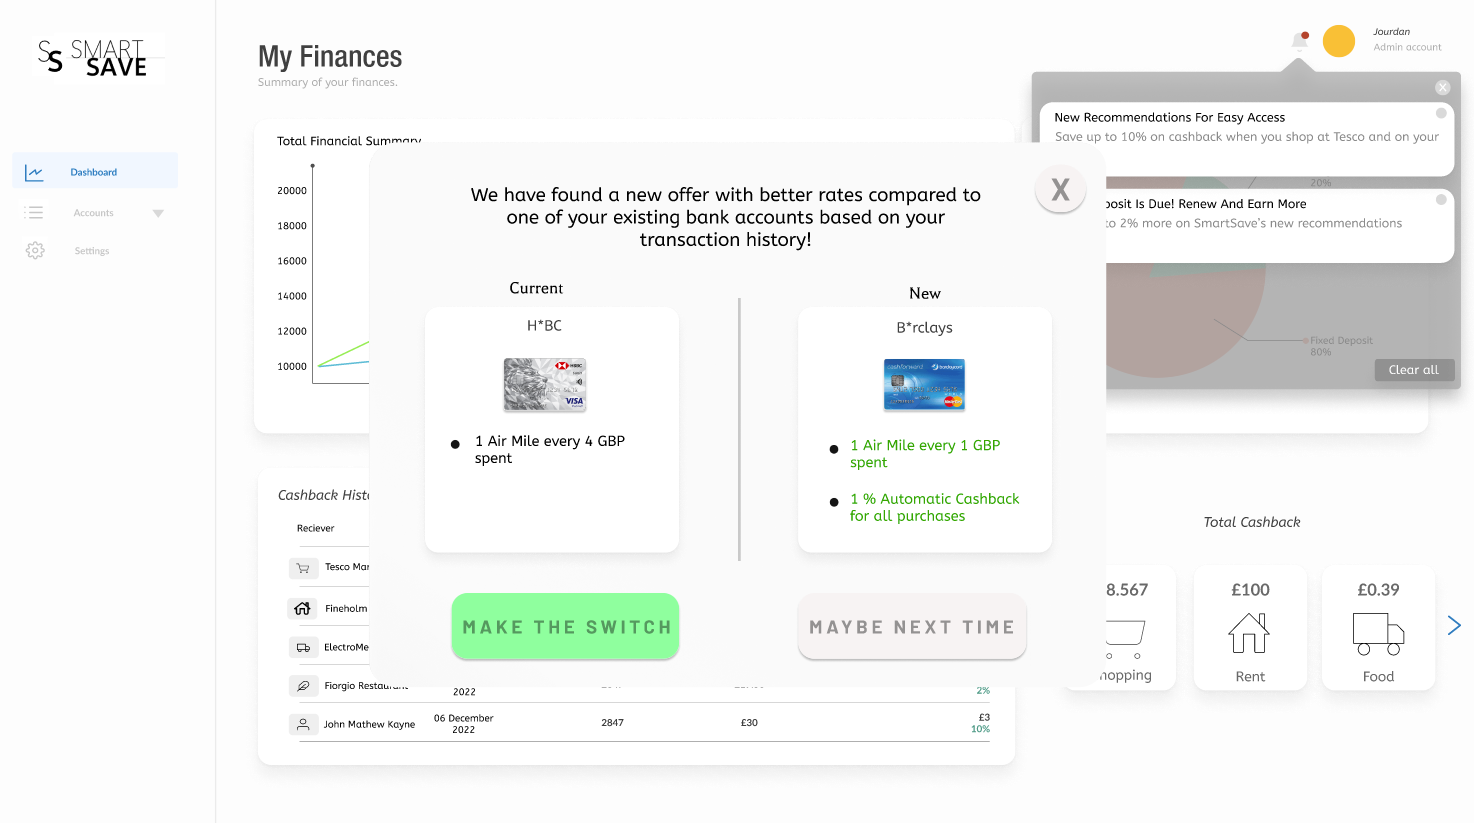 SS SMART
SAVE
Dashboard
Accounts
Settings
My Finances
Summary of your finances.
Jourdan
Admin account
X
New Recommendations For Easy Access
Save up to 10% on cashback when you shop at Tesco and on your
20%
posit Is Due! Renew And Earn More
to 2% more on SmartSave's new recommendations
Fixed Deposit
80%
Clear all
Total Financial Summary
20000
18000
16000
14000
12000
10000
We have found a new offer with better rates compared to
one of your existing bank accounts based on your
transaction history!
X
Current
H*BC
HSBC
VISA
1 Air Mile every 4 GBP
spent
New
B*rclays
cashforward barclaycard
1 Air Mile every 1 GBP
spent
1 % Automatic Cashback
for all purchases
MAKE THE SWITCH
MAYBE NEXT TIME
Cashback Histo
Reciever
Tesco Mar
Fineholm
ElectroMe
Fiorgio Restaurant
2022
2%
John Mathew Kayne
06 December
2022
2847
£30
£3
10%
Total Cashback
8.567
hopping
£100
Rent
£0.39
Food